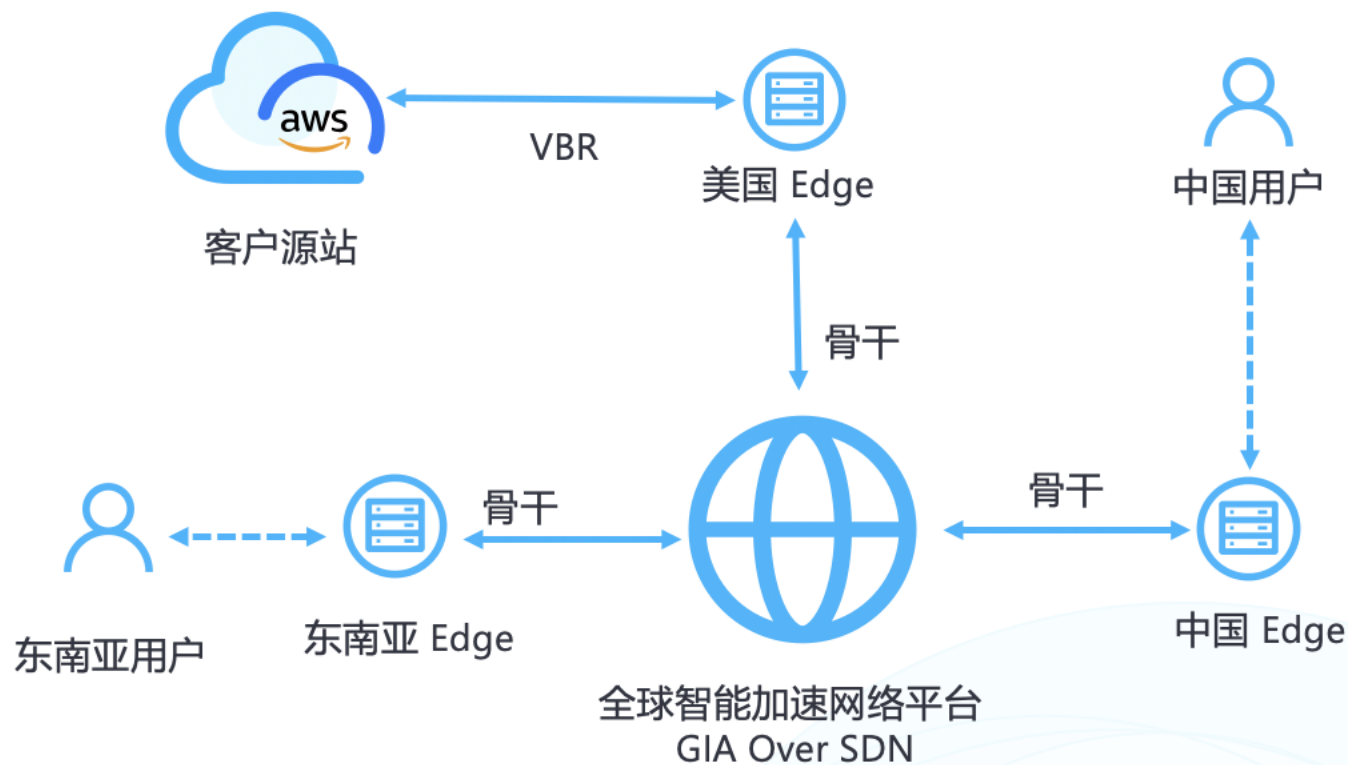 aws
VBR
美国 Edge
中国用户
客户源站
骨干
骨干
骨干
东南亚用户
东南亚 Edge
中国 Edge
全球智能加速网络平台
GIA Over SDN